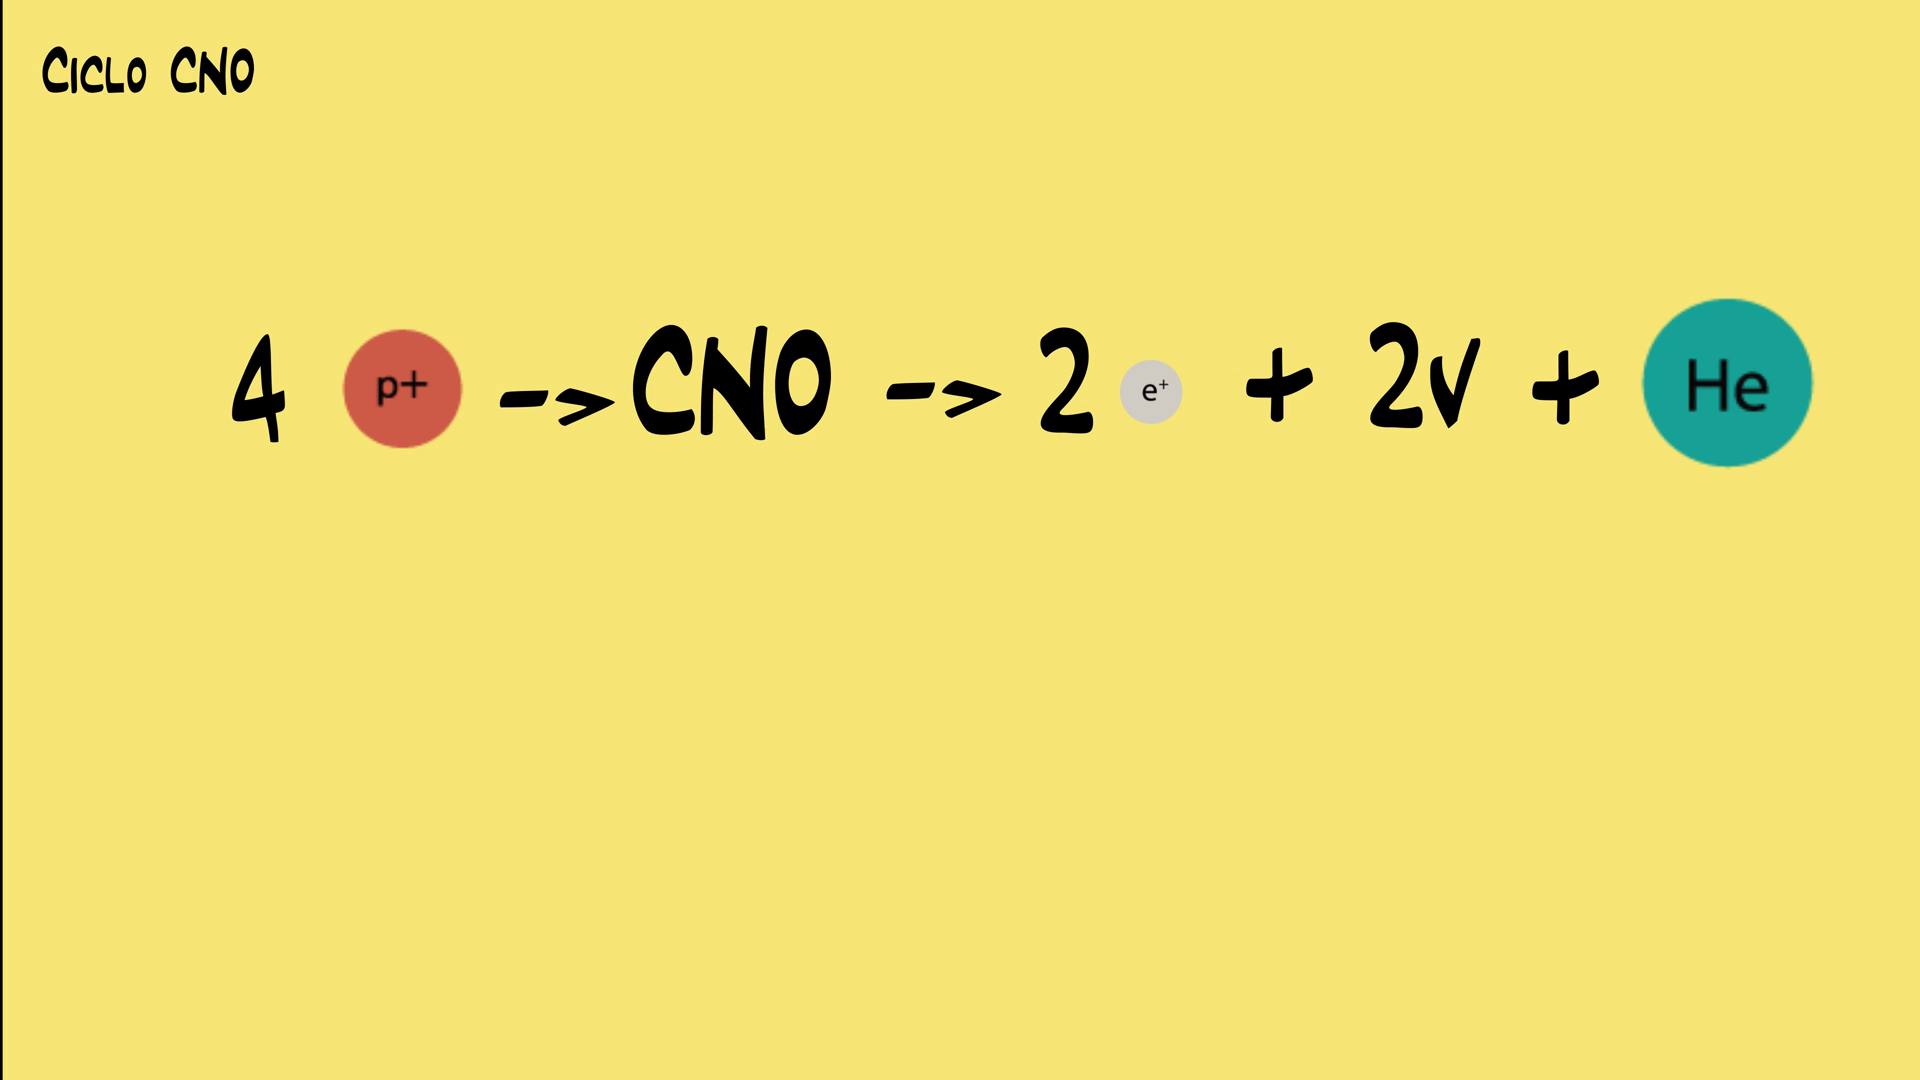 Ciclo CNO
4 p+ -> CNO -> 2 e⁺ + 2v + He